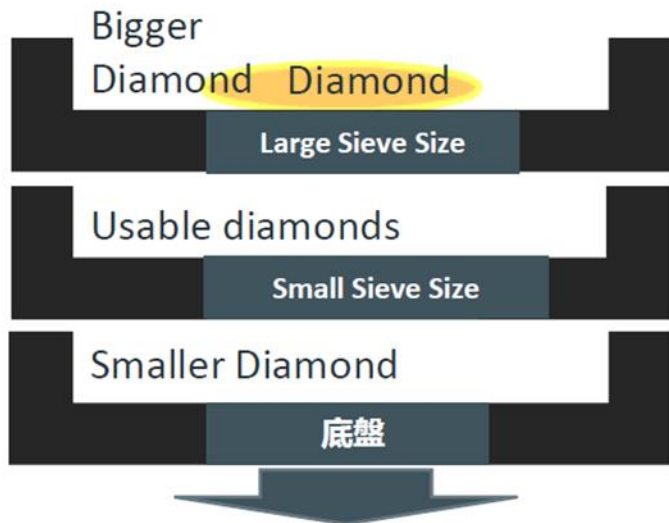 Bigger
Diamond Diamond
Large Sieve Size
Usable diamonds
Small Sieve Size
Smaller Diamond
底盤